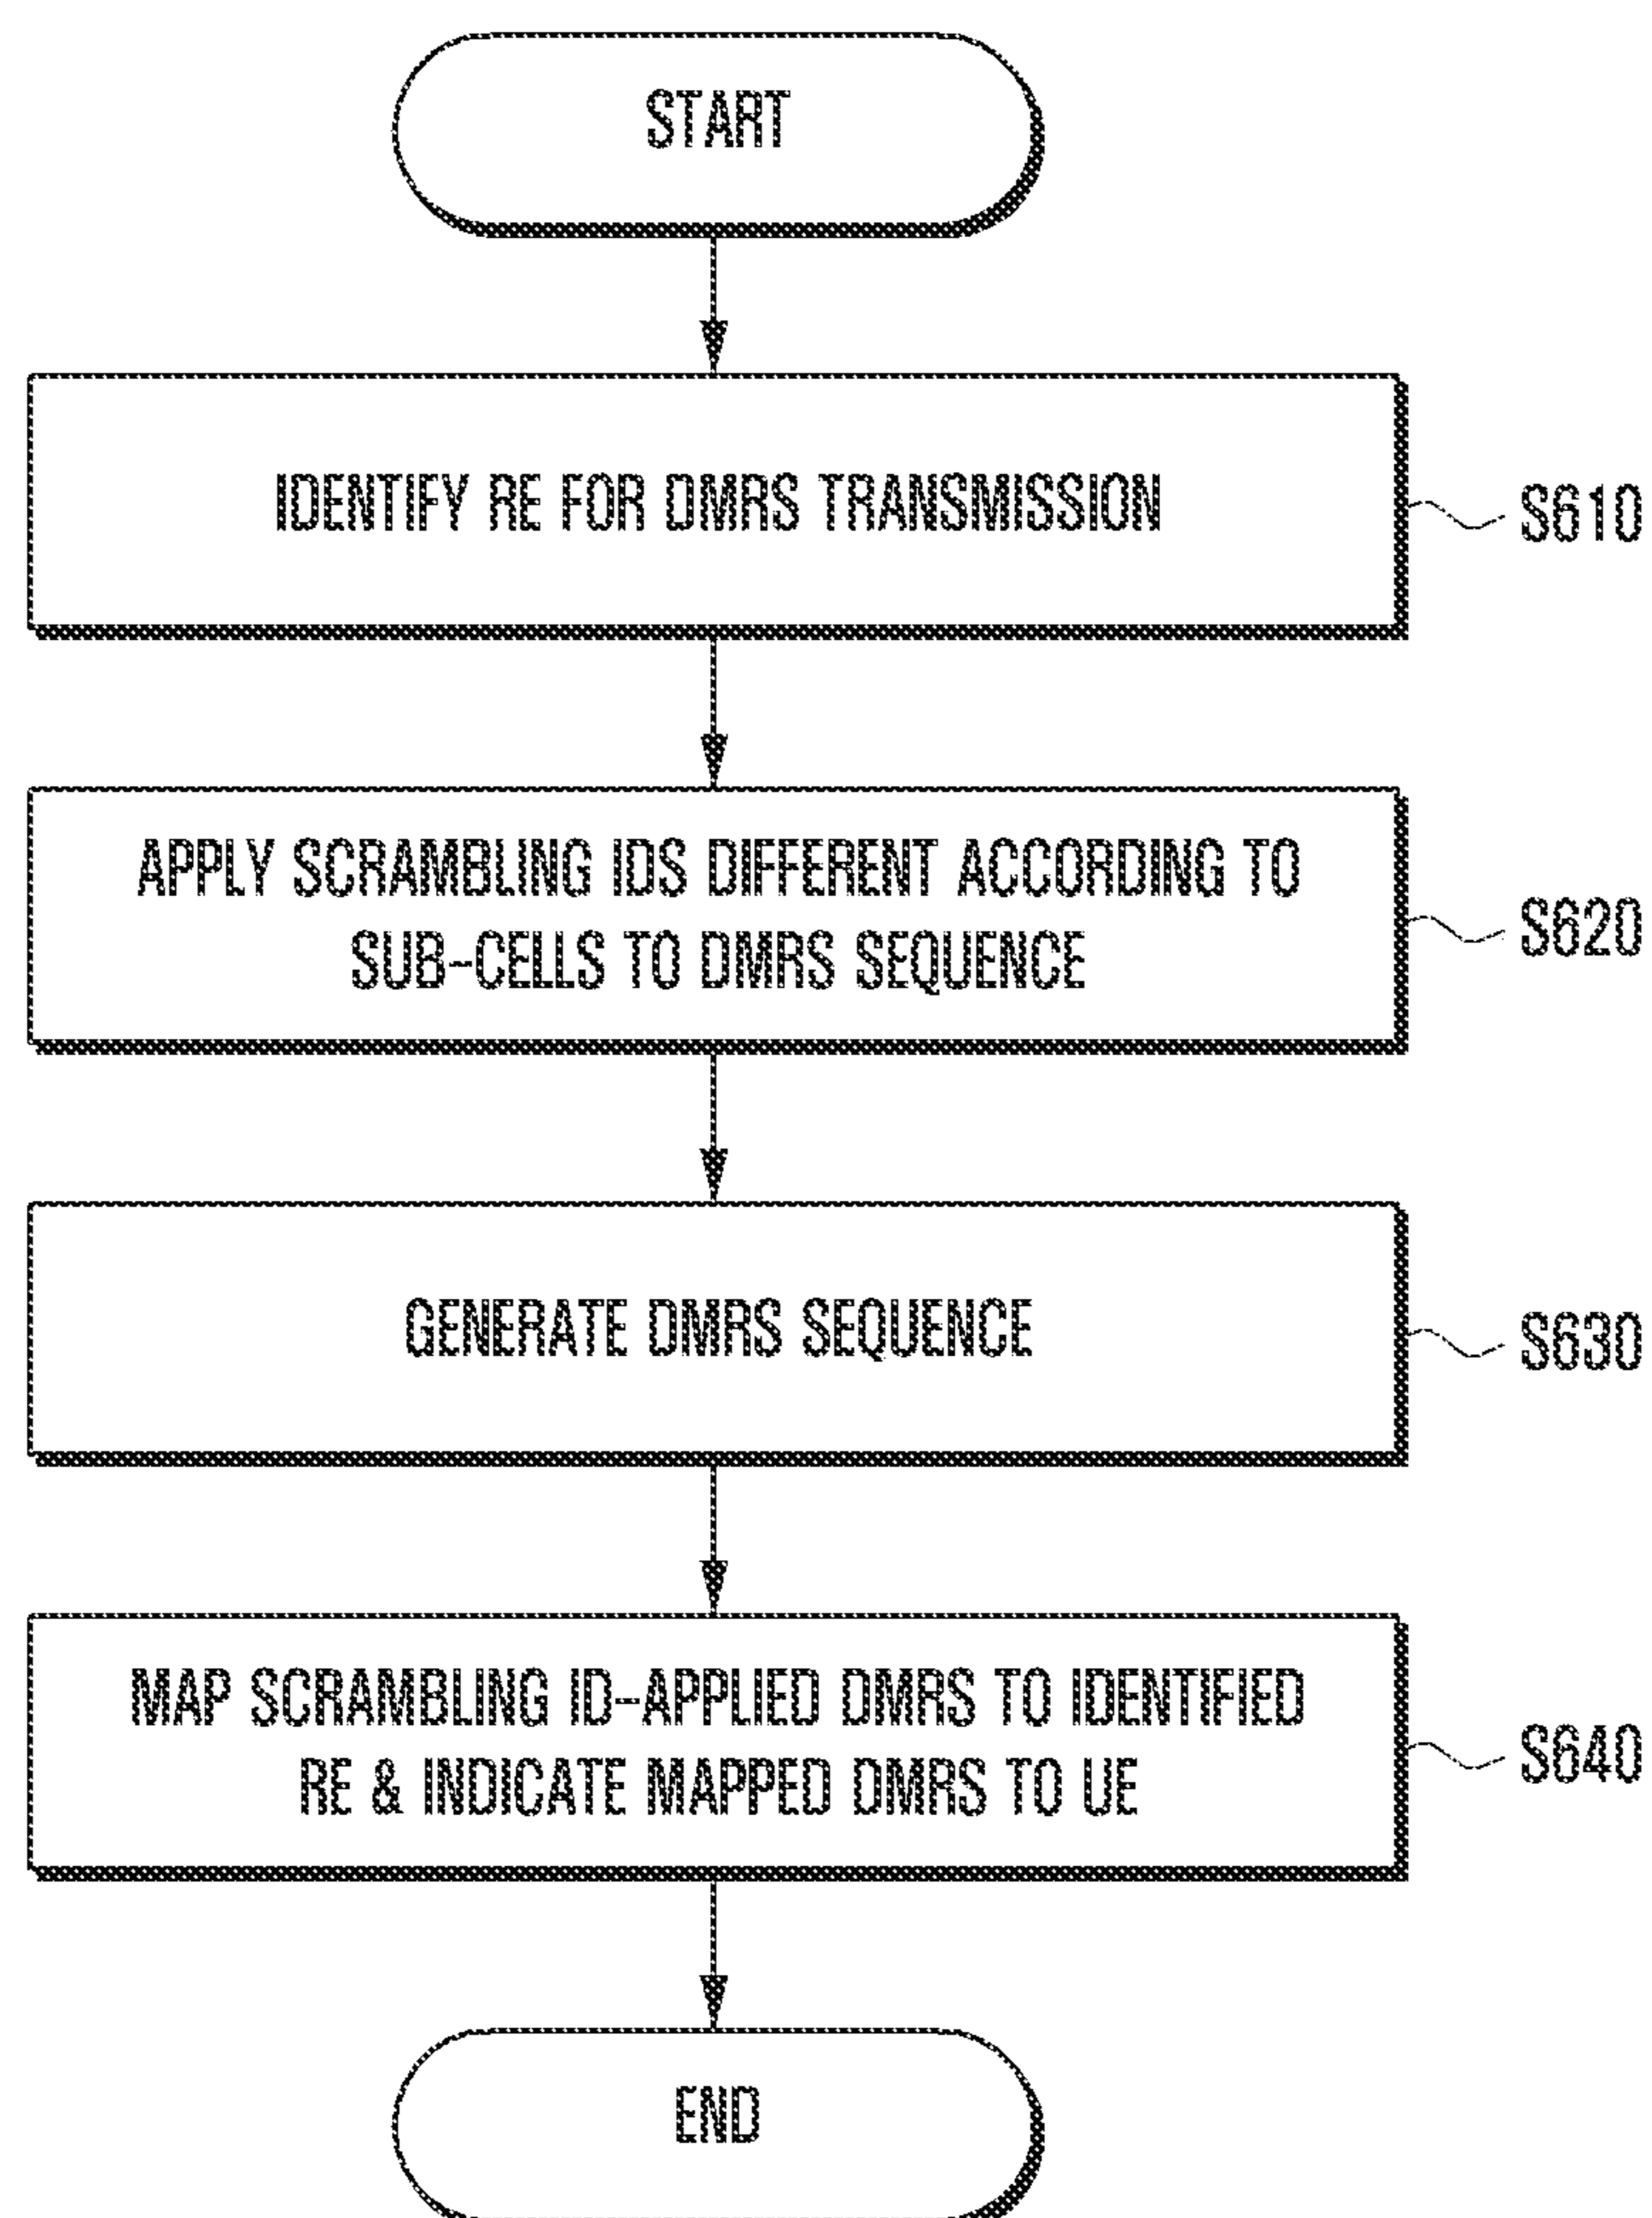 START
IDENTIFY RE FOR DMRS TRANSMISSION
S610
APPLY SCRAMBLING IDS DIFFERENT ACCORDING TO
SUB-CELLS TO DMRS SEQUENCE
S620
GENERATE DMRS SEQUENCE
S630
MAP SCRAMBLING ID-APPLIED DMRS TO IDENTIFIED
RE & INDICATE MAPPED DMRS TO UE
S640
END